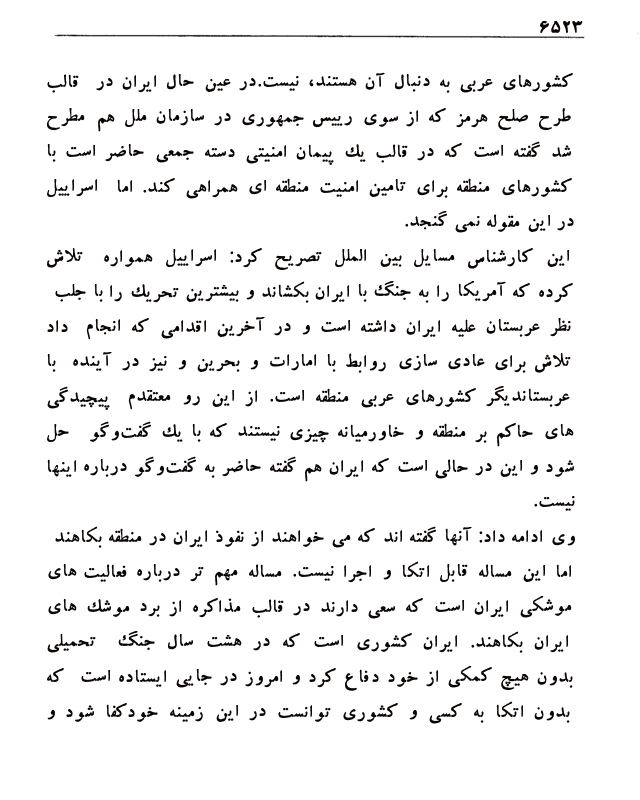 ۶۵۲۳
کشورهای عربی به دنبال آن هستند، نیست.در عین حال ایران در قالب
طرح صلح هرمز که از سوی رییس جمهوری در سازمان ملل هم مطرح
شد گفته است که در قالب یك پیمان امنیتی دسته جمعی حاضر است با
کشورهای منطقه برای تامین امنیت منطقه ای همراهی کند. اما اسراییل
در این مقوله نمی گنجد.
این کارشناس مسایل بین الملل تصریح کرد: اسراییل همواره تلاش
کرده که آمریکا را به جنگ با ایران بکشاند و بیشترین تحریك را با جلب
نظر عربستان علیه ایران داشته است و در آخرین اقدامی که انجام داد
تلاش برای عادی سازی روابط با امارات و بحرین و نیز در آینده با
عربستاندیگر کشورهای عربی منطقه است. از این رو معتقدم پیچیدگی
های حاکم بر منطقه و خاورمیانه چیزی نیستند که با یك گفت‌وگو حل
شود و این در حالی است که ایران هم گفته حاضر به گفت‌وگو درباره اینها
نیست.
وی ادامه داد: آنها گفته اند که می خواهند از نفوذ ایران در منطقه بکاهند
اما این مساله قابل اتکا و اجرا نیست. مساله مهم تر درباره فعالیت های
موشکی ایران است که سعی دارند در قالب مذاکره از برد موشك های
ایران بکاهند. ایران کشوری است که در هشت سال جنگ تحمیلی
بدون هیچ کمکی از خود دفاع کرد و امروز در جایی ایستاده است که
بدون اتکا به کسی و کشوری توانست در این زمینه خودکفا شود و